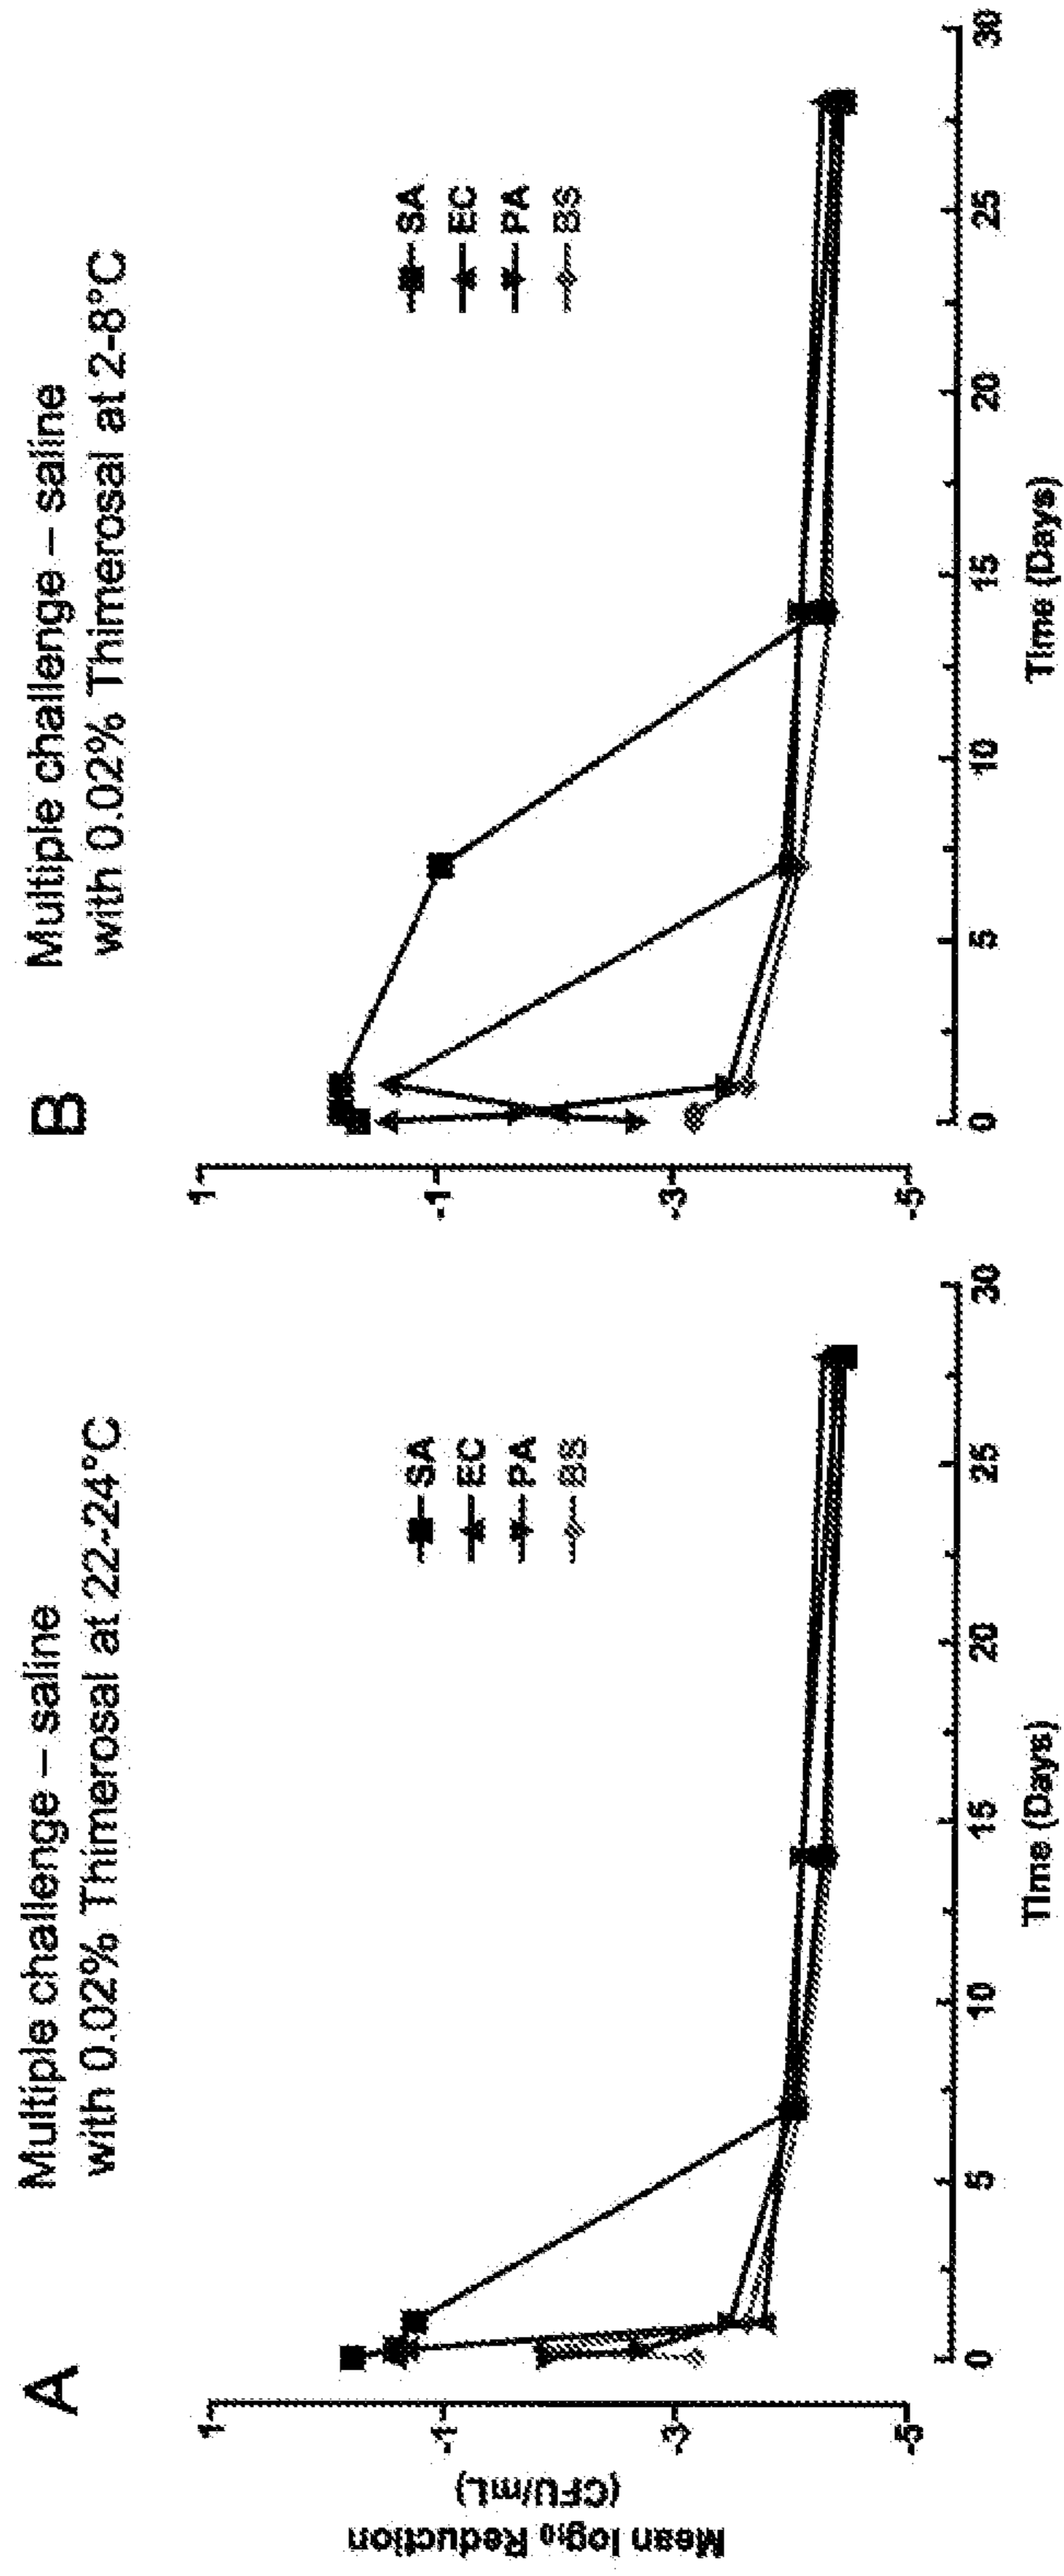 A
Multiple challenge – saline
with 0.02% Thimerosal at 22-24°C
Mean log10 Reduction
(CFU/mL)
1
-1
-3
-5
SA
EC
PA
BS
0
5
10
15
20
25
30
Time (Days)
B
Multiple challenge – saline
with 0.02% Thimerosal at 2-8°C
1
-1
-3
-5
SA
EC
PA
BS
0
5
10
15
20
25
30
Time (Days)